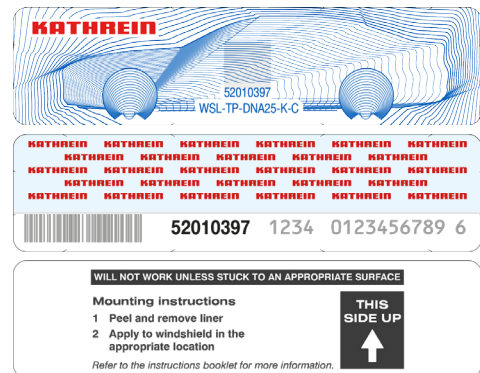 KATHREIN
52010397
WSL-TP-DNA25-K-C
KATHREIN KATHREIN KATHREIN KATHREIN KATHREIN KATHREIN
KATHREIN KATHREIN KATHREIN KATHREIN KATHREIN
KATHREIN KATHREIN KATHREIN KATHREIN KATHREIN KATHREIN
KATHREIN KATHREIN KATHREIN KATHREIN KATHREIN
KATHREIN KATHREIN KATHREIN KATHREIN KATHREIN KATHREIN
52010397 1234 0123456789 6
WILL NOT WORK UNLESS STUCK TO AN APPROPRIATE SURFACE
Mounting instructions
1 Peel and remove liner
2 Apply to windshield in the
appropriate location
Refer to the instructions booklet for more information.
THIS
SIDE UP